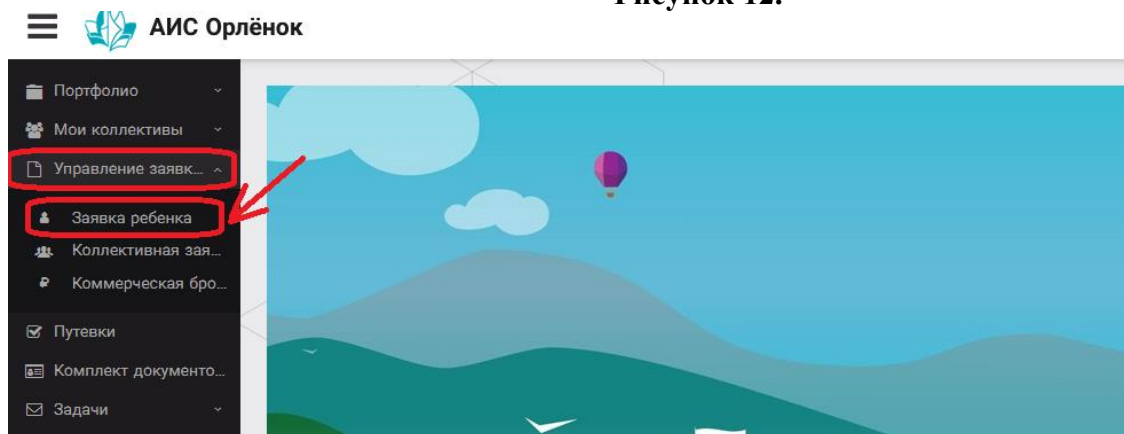 Рисунок 12.
АИС Орлёнок
Портфолио
Мои коллективы
Управление заявк...
Заявка ребенка
Коллективная зая...
Коммерческая бро...
Путевки
Комплект документо...
Задачи